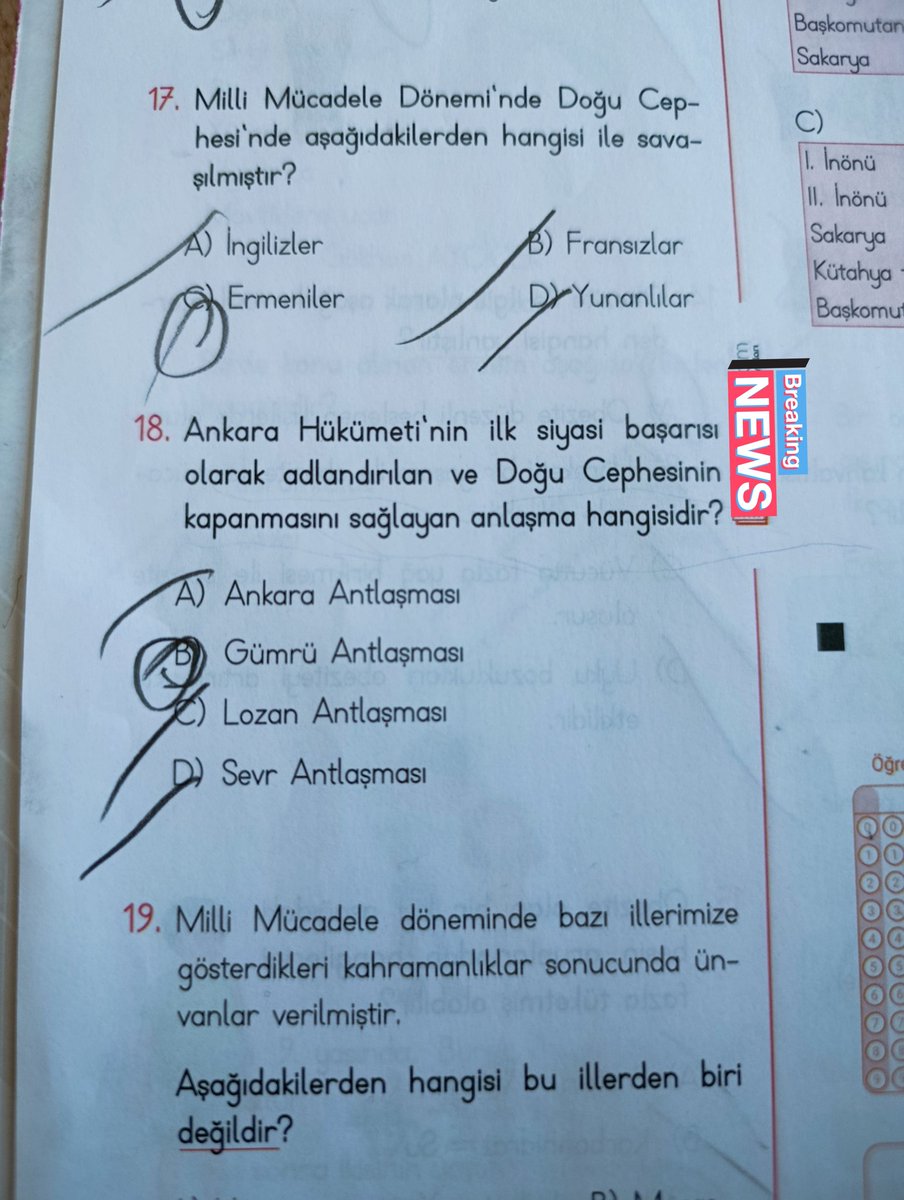 17. Milli Mücadele Dönemi'nde Doğu Cep-
hesi'nde aşağıdakilerden hangisi ile sava-
şılmıştır?
A) İngilizler
B) Fransızlar
C) Ermeniler
D) Yunanlılar
18. Ankara Hükümeti'nin ilk siyasi başarısı
olarak adlandırılan ve Doğu Cephesinin
kapanmasını sağlayan anlaşma hangisidir?
A) Ankara Antlaşması
B) Gümrü Antlaşması
C) Lozan Antlaşması
D) Sevr Antlaşması
19. Milli Mücadele döneminde bazı illerimize
gösterdikleri kahramanlıklar sonucunda ün-
vanlar verilmiştir.
Aşağıdakilerden hangisi bu illerden biri
değildir?
Breaking
NEWS
Başkomutan
Sakarya
C)
I. İnönü
II. İnönü
Sakarya
Kütahya
Başkomut
Öğre